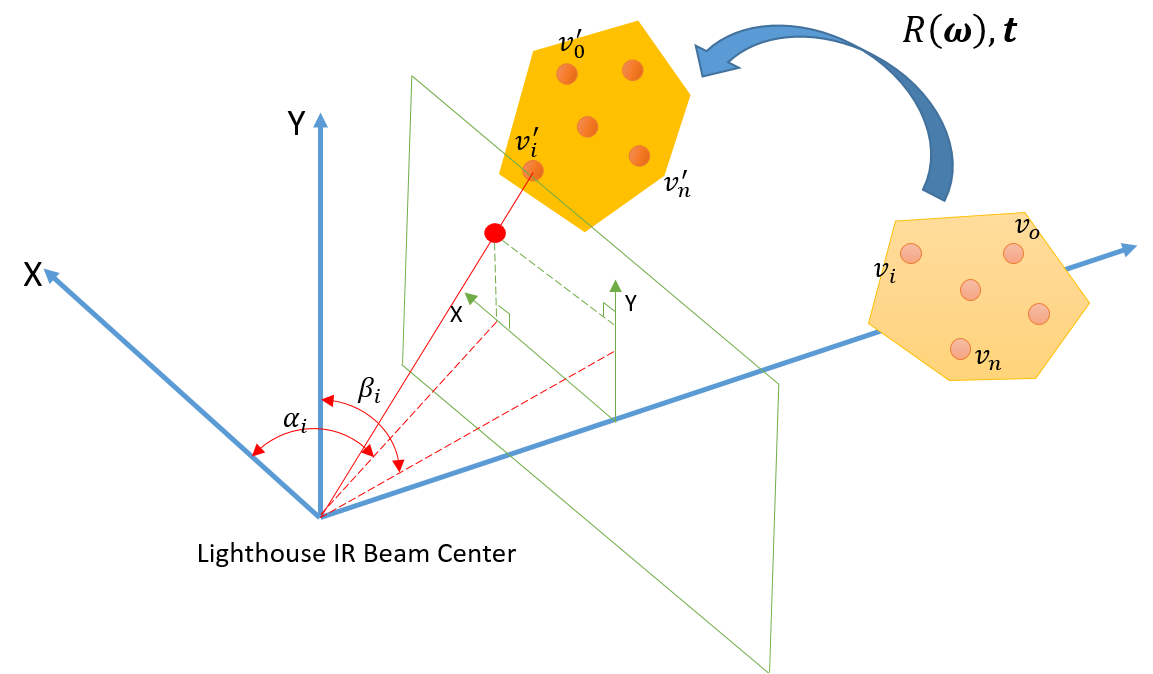 R(ω), t
v′₀
Y
v′ᵢ
v′ₙ
vₒ
X
vᵢ
Y
X
vₙ
βᵢ
αᵢ
Lighthouse IR Beam Center